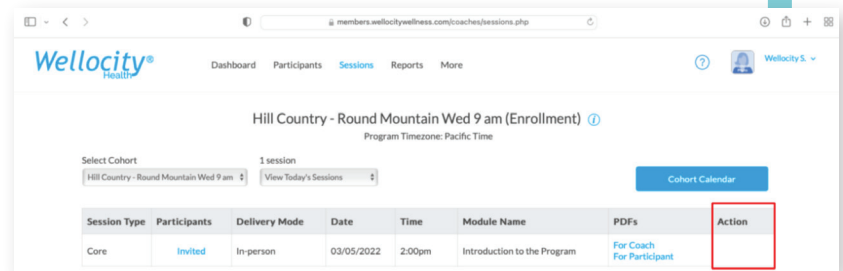 members.wellocitywellness.com/coaches/sessions.php
Wellocity®
Health
Dashboard Participants Sessions Reports More
? Wellocity S.
Hill Country - Round Mountain Wed 9 am (Enrollment) i
Program Timezone: Pacific Time
Select Cohort 1 session
Hill Country - Round Mountain Wed 9 am View Today's Sessions
Cohort Calendar
Session Type Participants Delivery Mode Date Time Module Name PDFs Action
Core Invited In-person 03/05/2022 2:00pm Introduction to the Program For Coach
For Participant